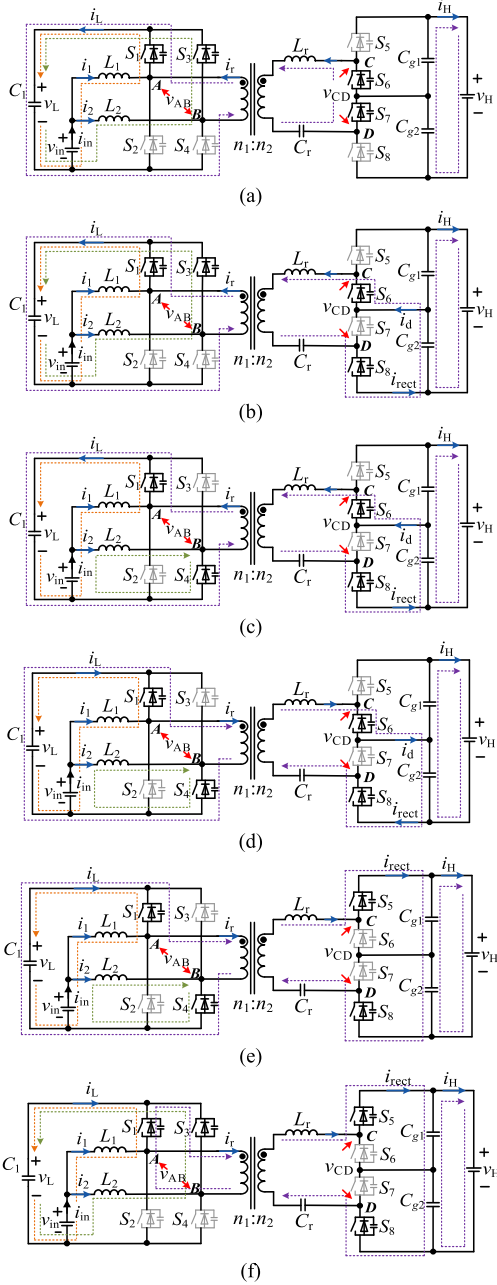 iL iH
S1 S3 S5
i1 L1 ir Lr C Cg1
C1 vL A S6
vAB vCD vH
i2 L2 B S7
iin D Cg2
vin S2 S4 n1:n2 Cr S8
(a)
iL iH
S1 S3 S5
i1 L1 ir Lr C Cg1
C1 vL A S6
vAB vCD id vH
i2 L2 B S7
iin D Cg2
vin S2 S4 n1:n2 Cr S8
irect
(b)
iL iH
S1 S3 S5
i1 L1 ir Lr C Cg1
C1 vL A S6
vAB vCD id vH
i2 L2 B S7
iin D Cg2
vin S2 S4 n1:n2 Cr S8
irect
(c)
iL iH
S1 S3 S5
i1 L1 ir Lr C Cg1
C1 vL A S6
vAB vCD id vH
i2 L2 B S7
iin D Cg2
vin S2 S4 n1:n2 Cr S8
irect
(d)
iL irect iH
S1 S3 S5
i1 L1 ir Lr C Cg1
C1 vL A S6
vAB vCD vH
i2 L2 B S7
iin D Cg2
vin S2 S4 n1:n2 Cr S8
(e)
iL irect iH
S1 S3 S5
i1 L1 ir Lr C Cg1
C1 vL A S6
vAB vCD vH
i2 L2 B S7
iin D Cg2
vin S2 S4 n1:n2 Cr S8
(f)